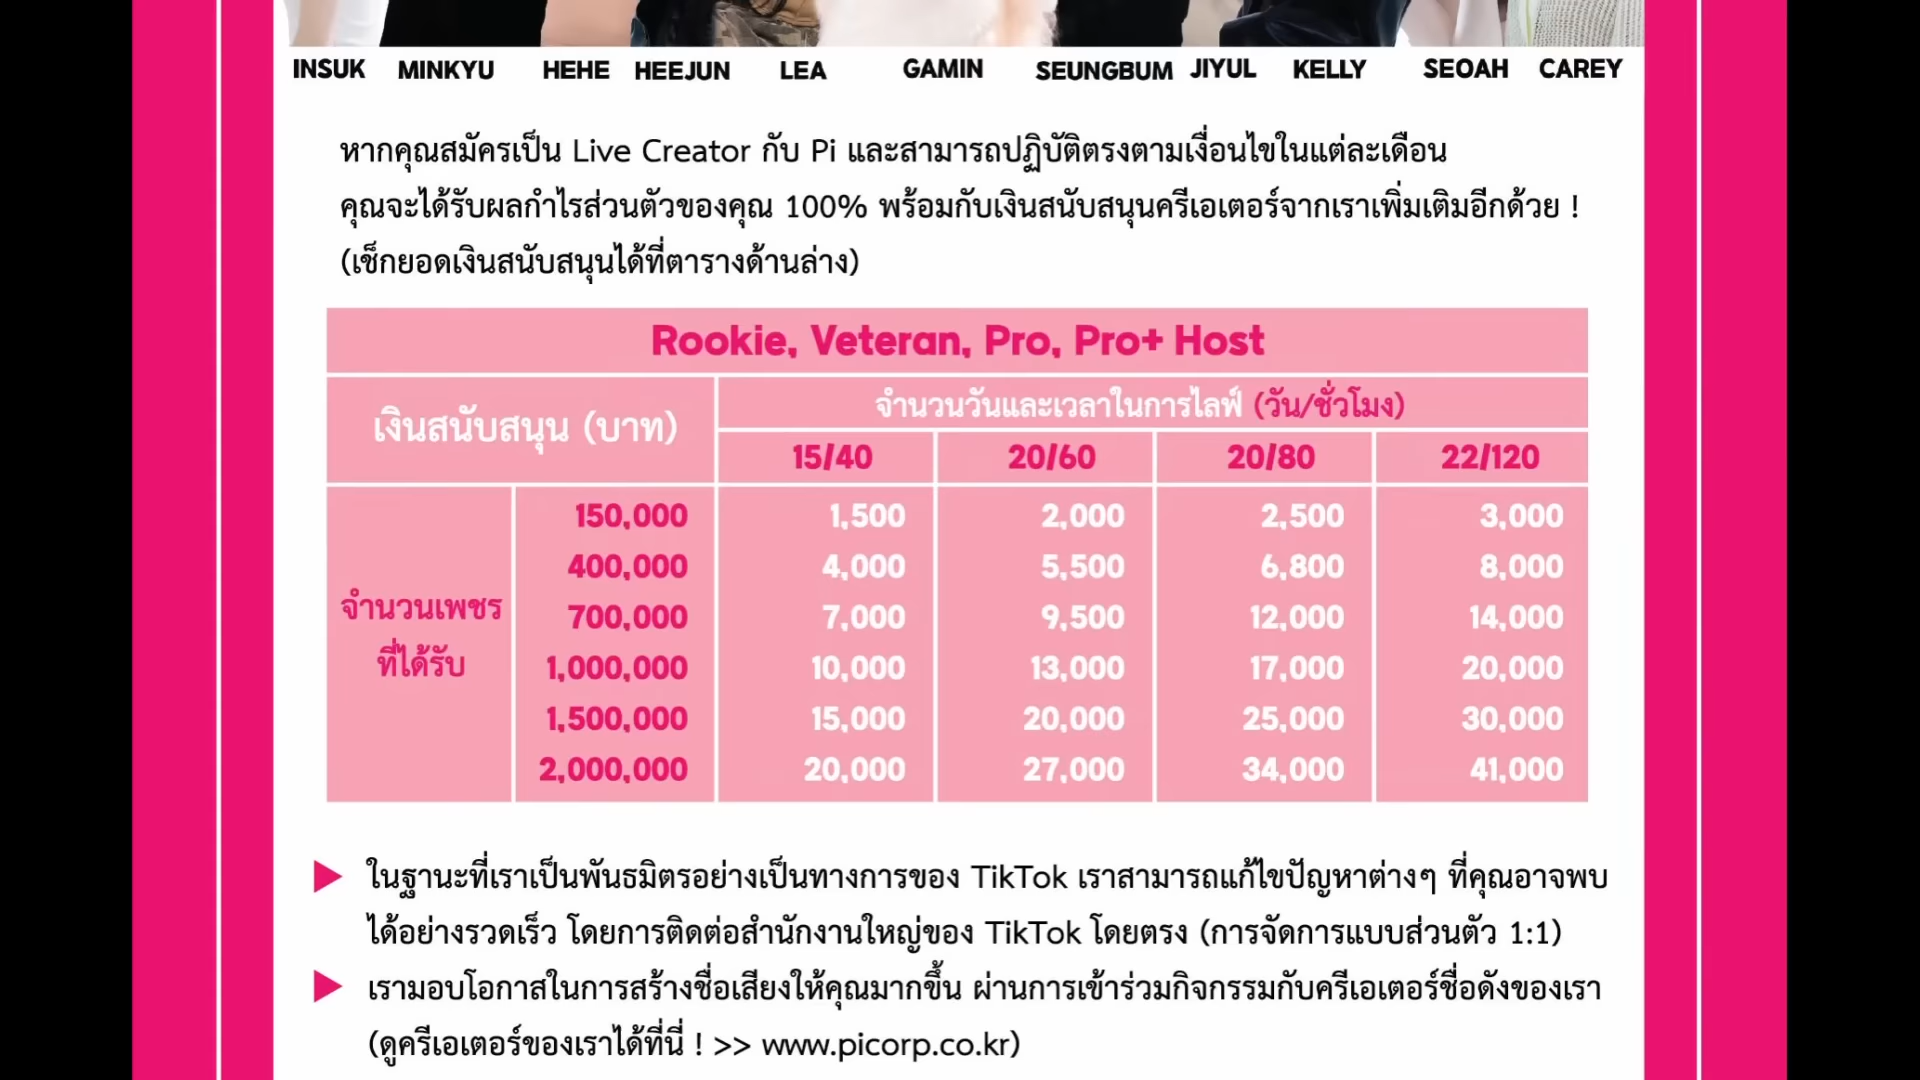 INSUK MINKYU HEHE HEEJUN LEA GAMIN SEUNGBUM JIYUL KELLY SEOAH CAREY
หากคุณสมัครเป็น Live Creator กับ Pi และสามารถปฏิบัติตรงตามเงื่อนไขในแต่ละเดือน
คุณจะได้รับผลกำไรส่วนตัวของคุณ 100% พร้อมกับเงินสนับสนุนครีเอเตอร์จากเราเพิ่มเติมอีกด้วย !
(เช็กยอดเงินสนับสนุนได้ที่ตารางด้านล่าง)
Rookie, Veteran, Pro, Pro+ Host
เงินสนับสนุน (บาท)
จำนวนวันและเวลาในการไลฟ์ (วัน/ชั่วโมง)
15/40 20/60 20/80 22/120
จำนวนเพชร
ที่ได้รับ
150,000 1,500 2,000 2,500 3,000
400,000 4,000 5,500 6,800 8,000
700,000 7,000 9,500 12,000 14,000
1,000,000 10,000 13,000 17,000 20,000
1,500,000 15,000 20,000 25,000 30,000
2,000,000 20,000 27,000 34,000 41,000
ในฐานะที่เราเป็นพันธมิตรอย่างเป็นทางการของ TikTok เราสามารถแก้ไขปัญหาต่างๆ ที่คุณอาจพบ
ได้อย่างรวดเร็ว โดยการติดต่อสำนักงานใหญ่ของ TikTok โดยตรง (การจัดการแบบส่วนตัว 1:1)
เรามอบโอกาสในการสร้างชื่อเสียงให้คุณมากขึ้น ผ่านการเข้าร่วมกิจกรรมกับครีเอเตอร์ชื่อดังของเรา
(ดูครีเอเตอร์ของเราได้ที่นี่ ! >> www.picorp.co.kr)